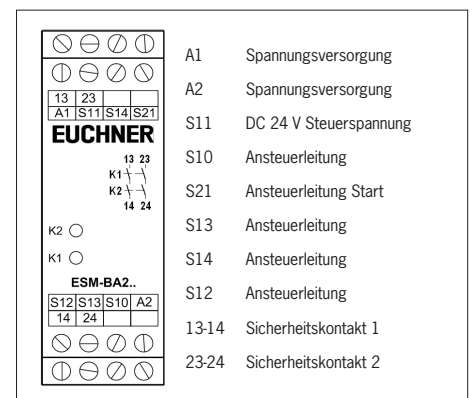 13 23
A1 S11 S14 S21
EUCHNER
13 23
K1
K2
14 24
K2
K1
ESM-BA2..
S12 S13 S10 A2
14 24
A1 Spannungsversorgung
A2 Spannungsversorgung
S11 DC 24 V Steuerspannung
S10 Ansteuerleitung
S21 Ansteuerleitung Start
S13 Ansteuerleitung
S14 Ansteuerleitung
S12 Ansteuerleitung
13-14 Sicherheitskontakt 1
23-24 Sicherheitskontakt 2